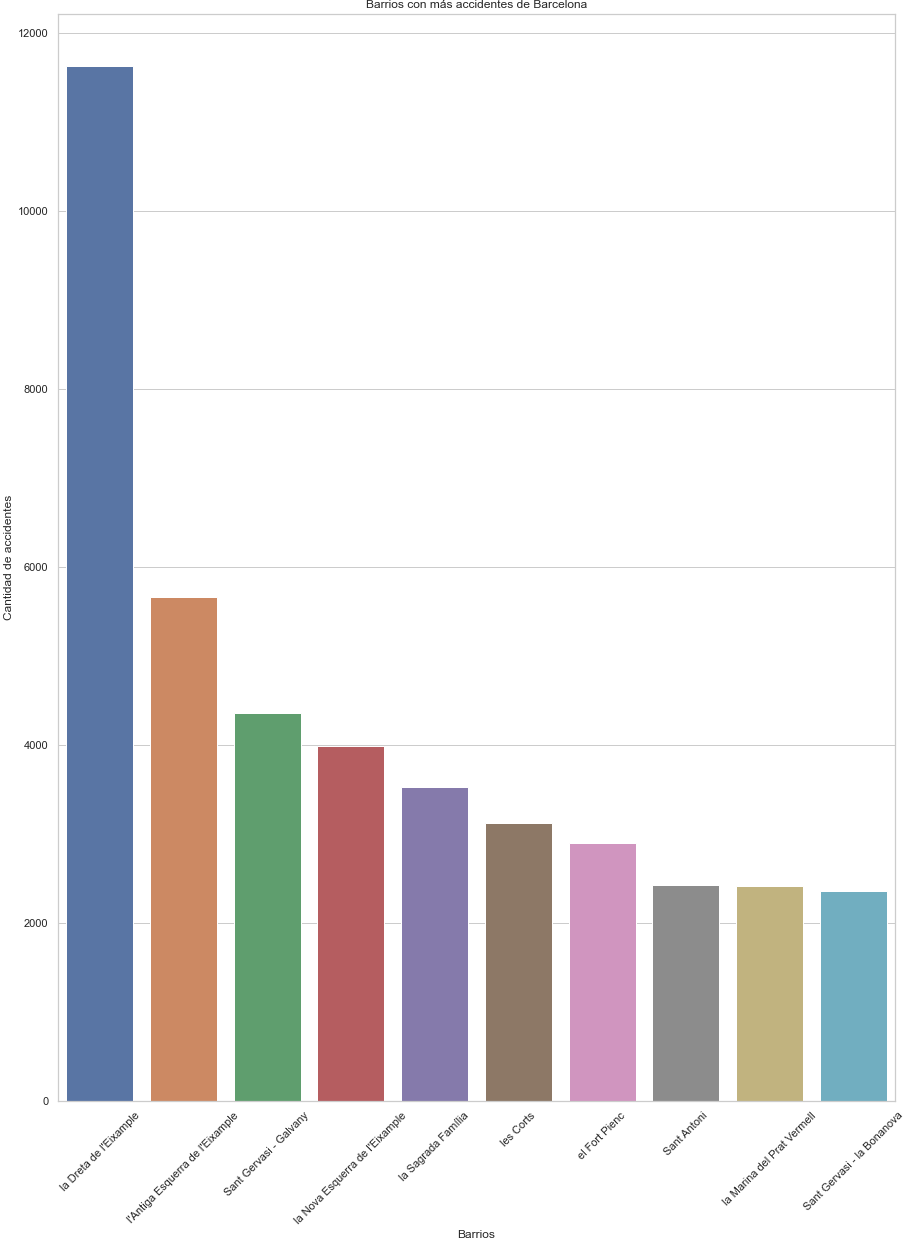 Barrios con más accidentes de Barcelona
12000
10000
8000
6000
4000
2000
0
Cantidad de accidentes
la Dreta de l'Eixample
l'Antiga Esquerra de l'Eixample
Sant Gervasi - Galvany
la Nova Esquerra de l'Eixample
la Sagrada Família
les Corts
el Fort Pienc
Sant Antoni
la Marina del Prat Vermell
Sant Gervasi - la Bonanova
Barrios